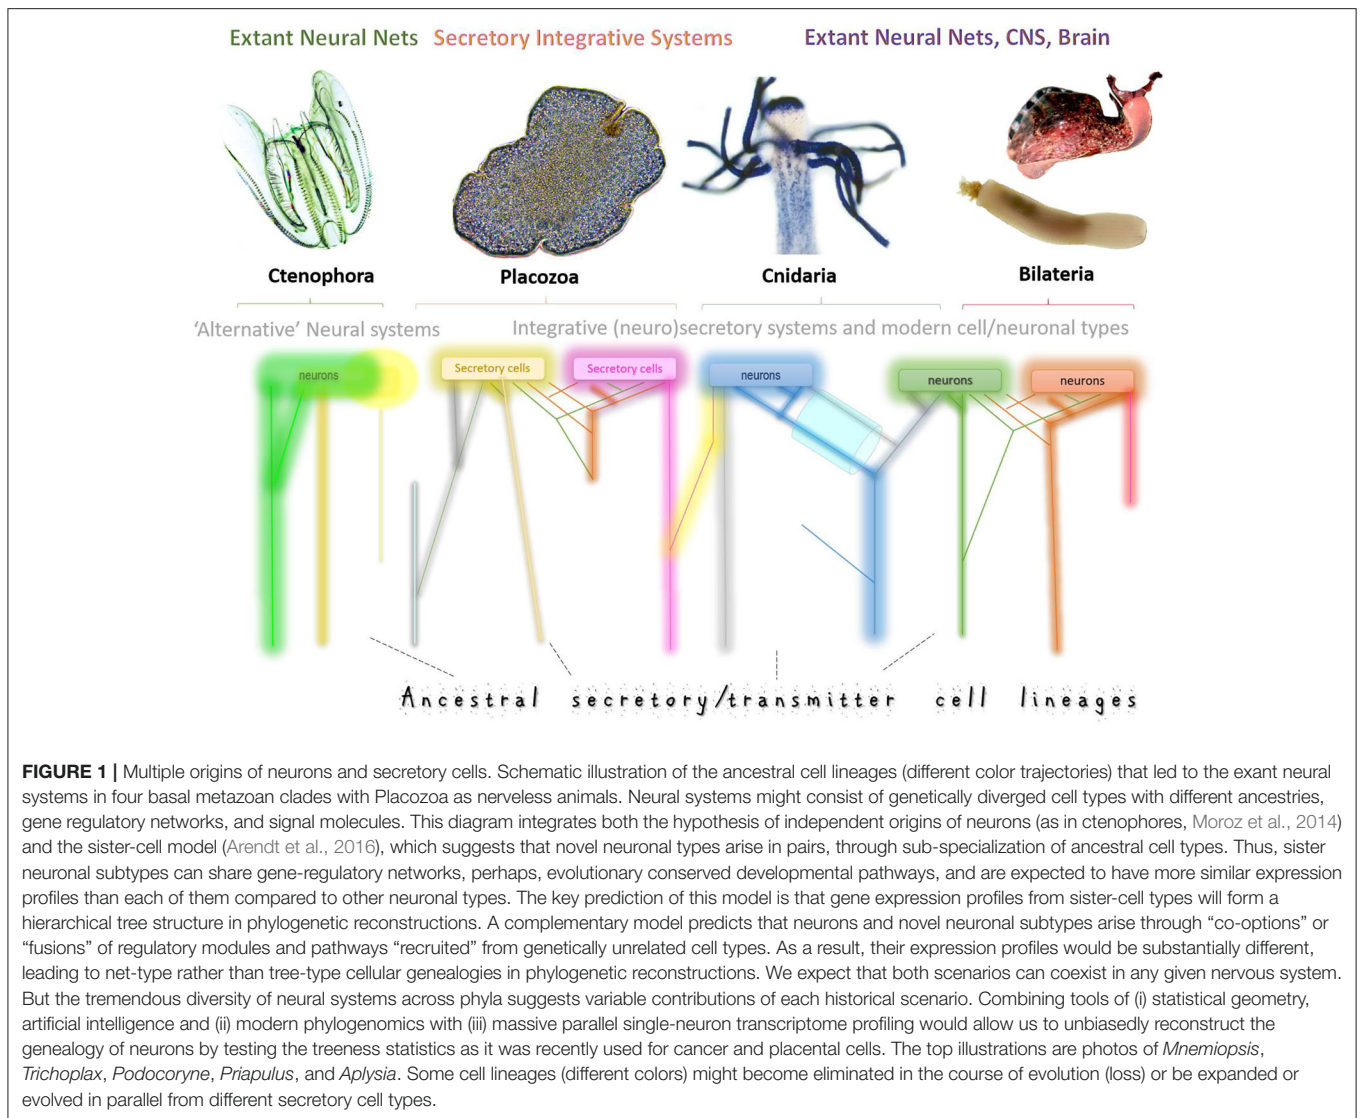 Extant Neural Nets Secretory Integrative Systems Extant Neural Nets, CNS, Brain
Ctenophora Placozoa Cnidaria Bilateria
‘Alternative’ Neural systems Integrative (neuro)secretory systems and modern cell/neuronal types
neurons Secretory cells Secretory cells neurons neurons neurons
Ancestral secretory/transmitter cell lineages
FIGURE 1 | Multiple origins of neurons and secretory cells. Schematic illustration of the ancestral cell lineages (different color trajectories) that led to the exant neural
systems in four basal metazoan clades with Placozoa as nerveless animals. Neural systems might consist of genetically diverged cell types with different ancestries,
gene regulatory networks, and signal molecules. This diagram integrates both the hypothesis of independent origins of neurons (as in ctenophores, Moroz et al., 2014)
and the sister-cell model (Arendt et al., 2016), which suggests that novel neuronal types arise in pairs, through sub-specialization of ancestral cell types. Thus, sister
neuronal subtypes can share gene-regulatory networks, perhaps, evolutionary conserved developmental pathways, and are expected to have more similar expression
profiles than each of them compared to other neuronal types. The key prediction of this model is that gene expression profiles from sister-cell types will form a
hierarchical tree structure in phylogenetic reconstructions. A complementary model predicts that neurons and novel neuronal subtypes arise through “co-options” or
“fusions” of regulatory modules and pathways “recruited” from genetically unrelated cell types. As a result, their expression profiles would be substantially different,
leading to net-type rather than tree-type cellular genealogies in phylogenetic reconstructions. We expect that both scenarios can coexist in any given nervous system.
But the tremendous diversity of neural systems across phyla suggests variable contributions of each historical scenario. Combining tools of (i) statistical geometry,
artificial intelligence and (ii) modern phylogenomics with (iii) massive parallel single-neuron transcriptome profiling would allow us to unbiasedly reconstruct the
genealogy of neurons by testing the treeness statistics as it was recently used for cancer and placental cells. The top illustrations are photos of Mnemiopsis,
Trichoplax, Podocoryne, Priapulus, and Aplysia. Some cell lineages (different colors) might become eliminated in the course of evolution (loss) or be expanded or
evolved in parallel from different secretory cell types.